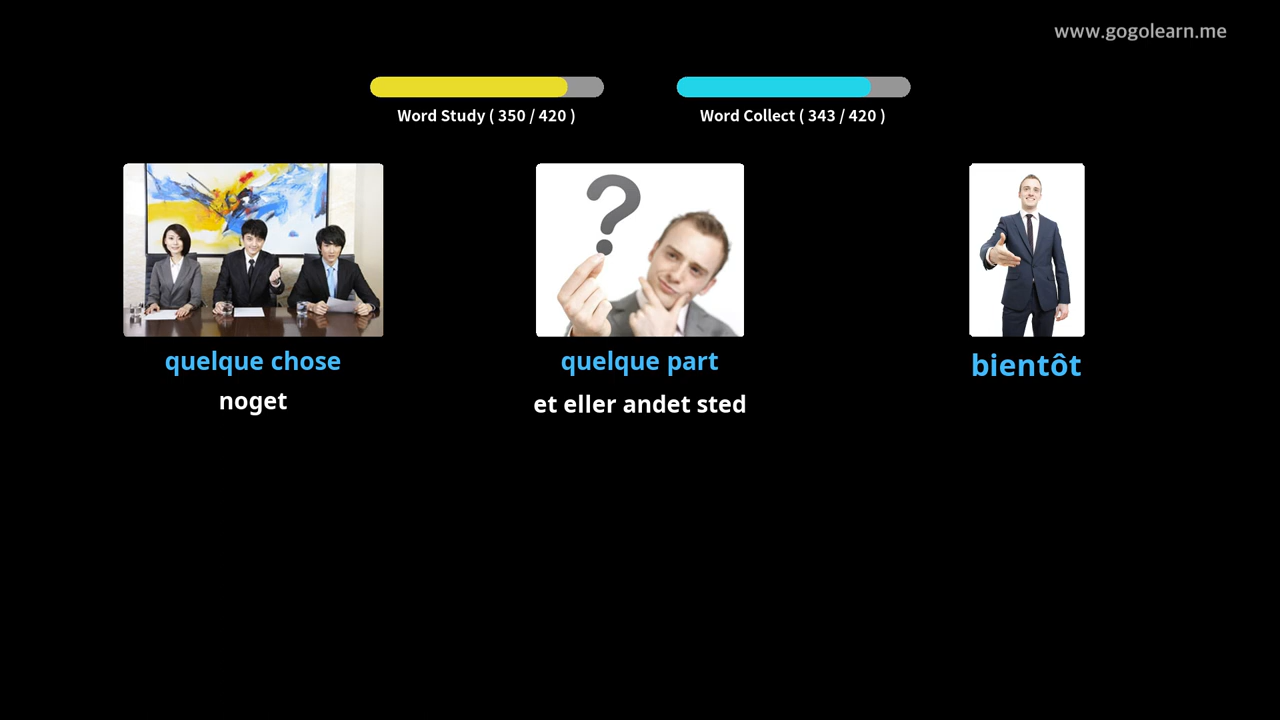 www.gogolearn.me
Word Study ( 350 / 420 )
Word Collect ( 343 / 420 )
quelque chose
noget
quelque part
et eller andet sted
bientôt